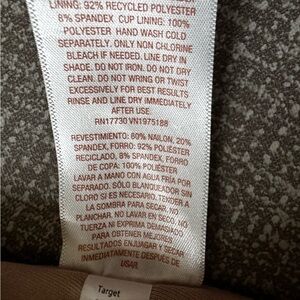 LINING: 92% RECYCLED POLYESTER
8% SPANDEX CUP LINING: 100%
POLYESTER HAND WASH COLD
SEPARATELY. ONLY NON CHLORINE
BLEACH IF NEEDED. LINE DRY IN
SHADE. DO NOT IRON. DO NOT DRY
CLEAN. DO NOT WRING OR TWIST
EXCESSIVELY FOR BEST RESULTS
RINSE AND LINE DRY IMMEDIATELY
AFTER USE.
RN17730 VN1975188
REVESTIMIENTO: 80% NAILON, 20%
SPANDEX, FORRO: 92% POLIÉSTER
RECICLADO, 8% SPANDEX, FORRO
DE COPA: 100% POLIÉSTER
LAVAR A MANO CON AGUA FRÍA POR
SEPARADO. SÓLO BLANQUEADOR SIN
CLORO SI ES NECESARIO. TENDER A
LA SOMBRA PARA SECAR. NO
PLANCHAR. NO LAVAR EN SECO. NO
TUERZA NI EXPRIMA DEMASIADO
PARA OBTENER MEJORES
RESULTADOS ENJUAGAR Y SECAR
INMEDIATAMENTE DESPUÉS DE
USAR.
Target